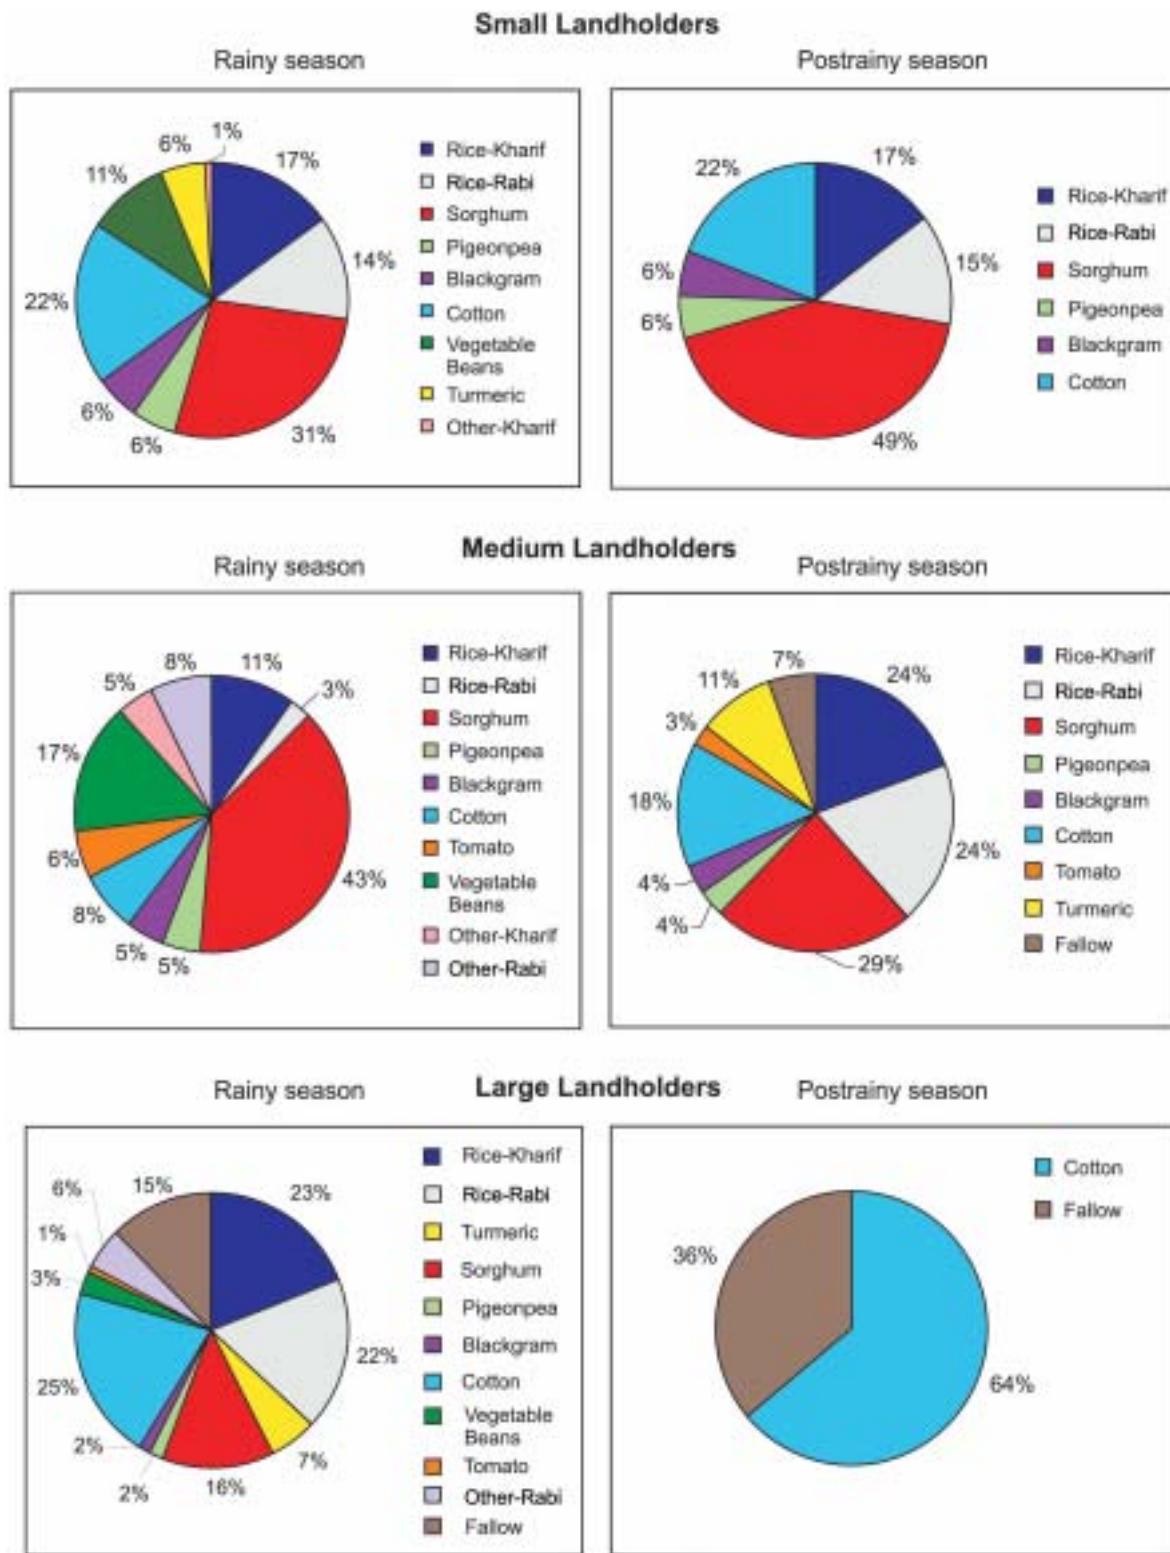 Small Landholders
Rainy season
Postrainy season
6%
1%
17%
11%
14%
22%
6%
6%
31%
Rice-Kharif
Rice-Rabi
Sorghum
Pigeonpea
Blackgram
Cotton
Vegetable
Beans
Turmeric
Other-Kharif
22%
17%
6%
15%
6%
49%
Rice-Kharif
Rice-Rabi
Sorghum
Pigeonpea
Blackgram
Cotton
Medium Landholders
Rainy season
Postrainy season
5%
8%
11%
3%
17%
6%
43%
8%
5%
5%
Rice-Kharif
Rice-Rabi
Sorghum
Pigeonpea
Blackgram
Cotton
Tomato
Vegetable
Beans
Other-Kharif
Other-Rabi
7%
11%
24%
3%
18%
24%
4%
4%
29%
Rice-Kharif
Rice-Rabi
Sorghum
Pigeonpea
Blackgram
Cotton
Tomato
Turmeric
Fallow
Large Landholders
Rainy season
Postrainy season
6%
15%
23%
1%
3%
22%
25%
2%
2%
16%
7%
Rice-Kharif
Rice-Rabi
Turmeric
Sorghum
Pigeonpea
Blackgram
Cotton
Vegetable
Beans
Tomato
Other-Rabi
Fallow
36%
64%
Cotton
Fallow